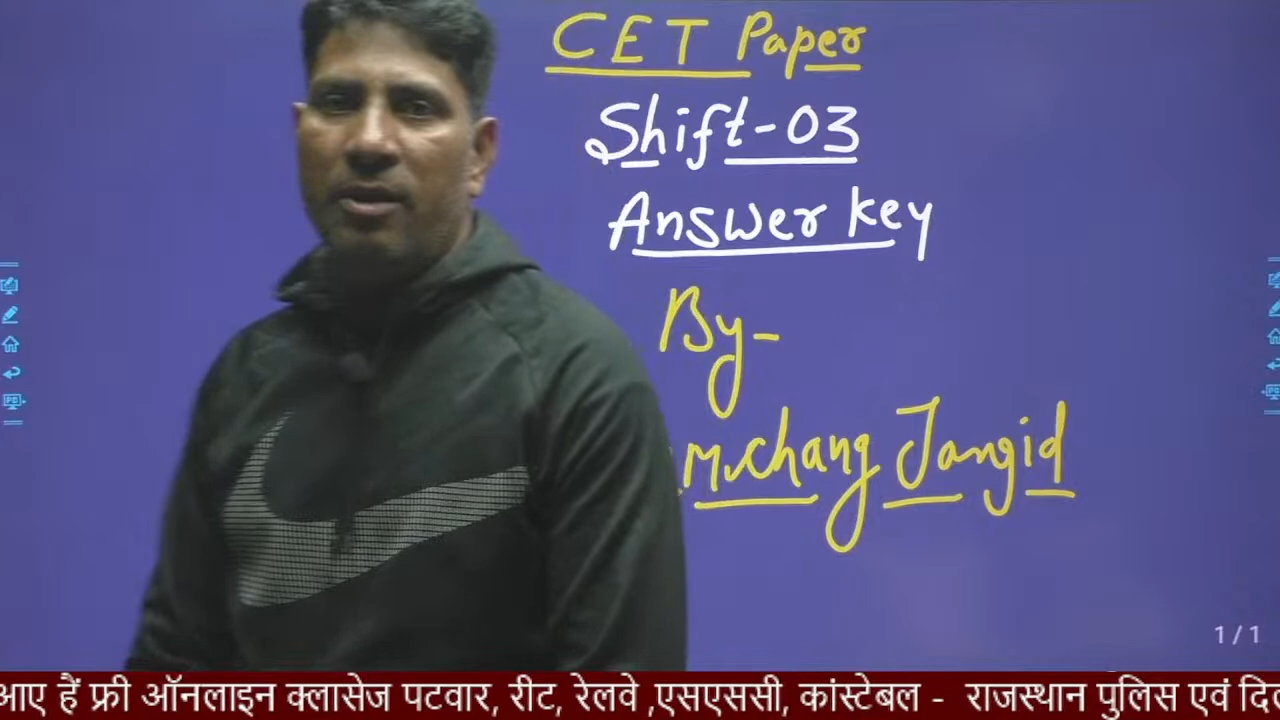 CET Paper
Shift-03
Answer Key
By-
Jangid
1/1
आए हैं फ्री ऑनलाइन क्लासेज पटवार, रीट, रेलवे ,एसएससी, कांस्टेबल - राजस्थान पुलिस एवं